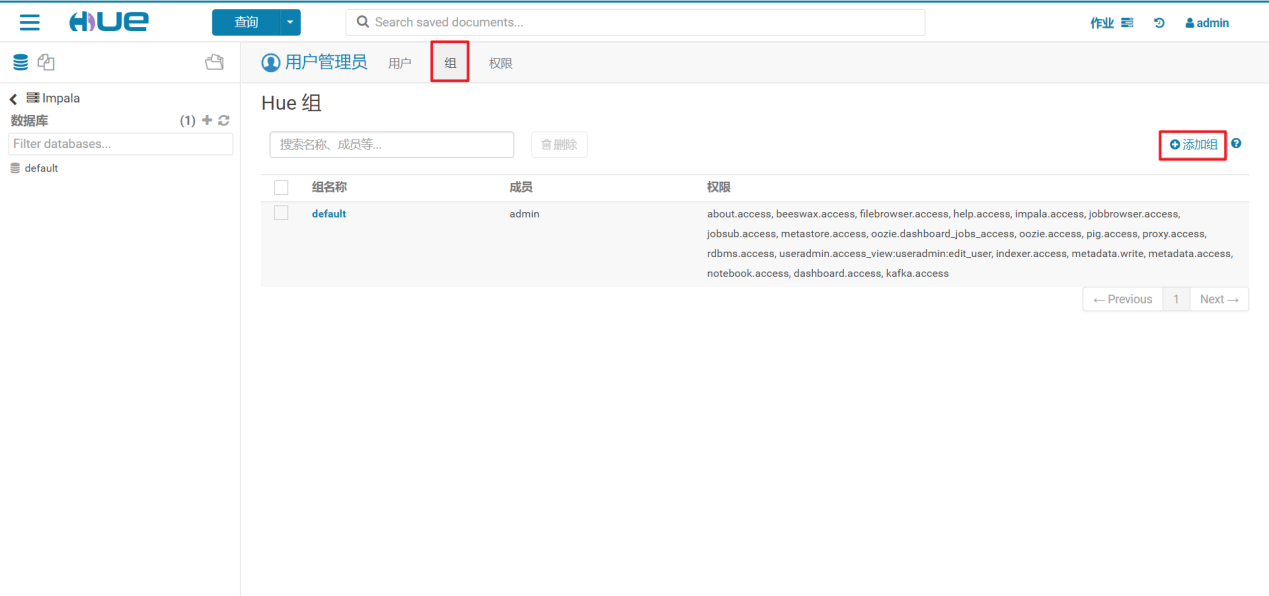 HUE
查询
Search saved documents...
作业
admin
用户管理员 用户 组 权限
Impala
数据库 (1)
Filter databases...
default
Hue 组
搜索名称、成员等... 删除 添加组
组名称 成员 权限
default admin about.access, beeswax.access, filebrowser.access, help.access, impala.access, jobbrowser.access,
jobsub.access, metastore.access, oozie.dashboard_jobs_access, oozie.access, pig.access, proxy.access,
rdbms.access, useradmin.access_view:useradmin:edit_user, indexer.access, metadata.write, metadata.access,
notebook.access, dashboard.access, kafka.access
← Previous 1 Next →